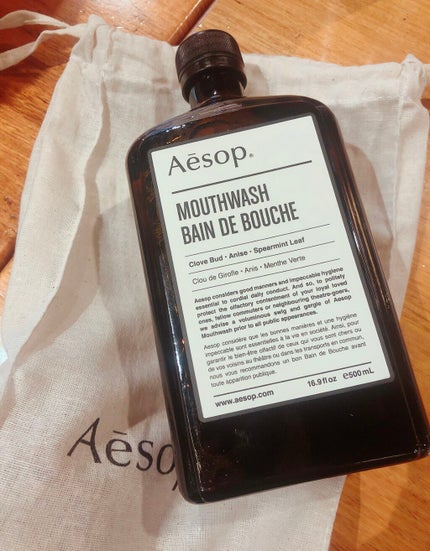 Aēsop®
MOUTHWASH
BAIN DE BOUCHE
Clove Bud · Anise · Spearmint Leaf
Clou de Girofle · Anis · Menthe Verte
Aesop considers good manners and impeccable hygiene
essential to cordial daily conduct. And so, to politely
protect the olfactory contentment of your loyal loved
ones, fellow commuters or neighbouring theatre-goers,
we advise a voluminous swig and gargle of Aesop
Mouthwash prior to all public appearances.
Aesop considère que les bonnes manières et une hygiène
impeccable sont essentielles à la vie en société. Ainsi, pour
garantir le bien-être olfactif de ceux qui vous sont chers ou
de vos voisins au théâtre ou dans les transports en commun,
nous vous recommandons un bon Bain de Bouche avant
toute apparition publique.
www.aesop.com 16.9 fl oz ℮500mL
Aēsop